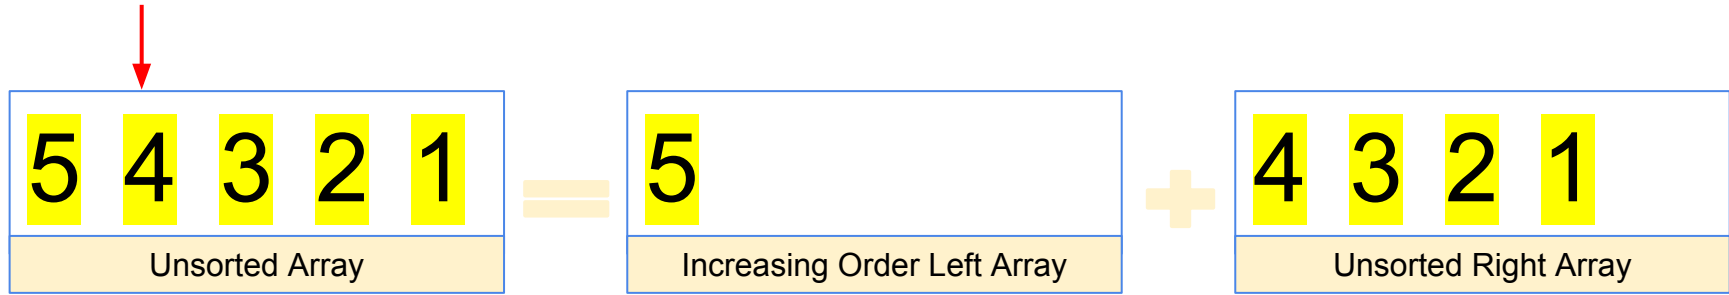 5 4 3 2 1
=
5
+
4 3 2 1
Unsorted Array
Increasing Order Left Array
Unsorted Right Array